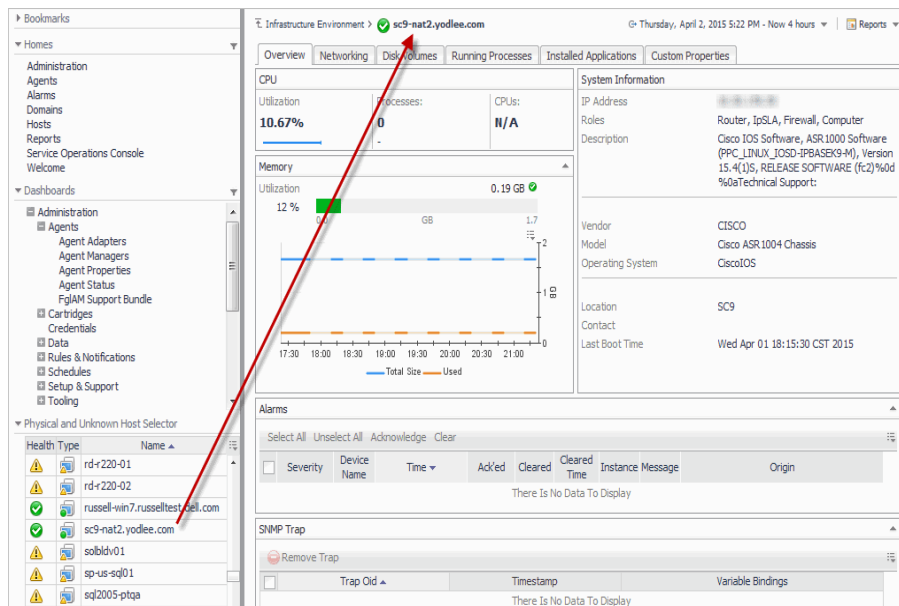 Bookmarks
Homes
Administration
Agents
Alarms
Domains
Hosts
Reports
Service Operations Console
Welcome
Dashboards
Administration
Agents
Agent Adapters
Agent Managers
Agent Properties
Agent Status
FglAM Support Bundle
Cartridges
Credentials
Data
Rules & Notifications
Schedules
Setup & Support
Tooling
Physical and Unknown Host Selector
Health Type Name
rd-r220-01
rd-r220-02
russell-win7.russelltest.dell.com
sc9-nat2.yodlee.com
solbldv01
sp-us-sql01
sql2005-ptqa
Infrastructure Environment > sc9-nat2.yodlee.com
Thursday, April 2, 2015 5:22 PM - Now 4 hours
Reports
Overview Networking Disk Volumes Running Processes Installed Applications Custom Properties
CPU
Utilization Processes: CPUs:
10.67% 0 N/A
-
Memory
Utilization 0.19 GB
12 %
0.0 GB 1.7
2
1
0
GB
17:30 18:00 18:30 19:00 19:30 20:00 20:30 21:00
Total Size Used
System Information
IP Address
Roles Router, IpSLA, Firewall, Computer
Description Cisco IOS Software, ASR1000 Software
(PPC_LINUX_IOSD-IPBASEK9-M), Version
15.4(1)S, RELEASE SOFTWARE (fc2)%0d
%0aTechnical Support:
Vendor CISCO
Model Cisco ASR1004 Chassis
Operating System CiscoIOS
Location SC9
Contact
Last Boot Time Wed Apr 01 18:15:30 CST 2015
Alarms
Select All Unselect All Acknowledge Clear
Severity Device Name Time Ack'ed Cleared Cleared Time Instance Message Origin
There Is No Data To Display
SNMP Trap
Remove Trap
Trap Oid Timestamp Variable Bindings
There Is No Data To Display